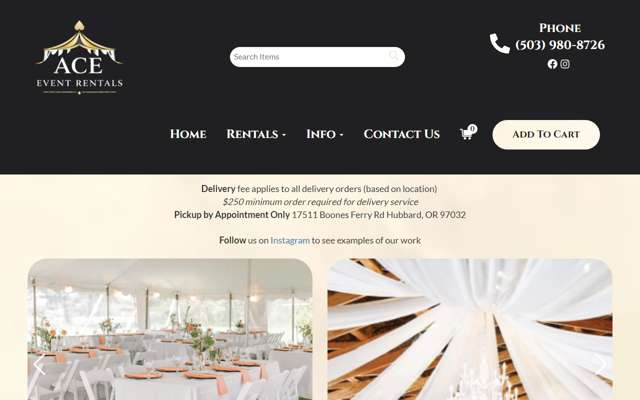 ACE
EVENT RENTALS
Search Items
Phone
(503) 980-8726
Home
Rentals
Info
Contact Us
0
Add To Cart
Delivery fee applies to all delivery orders (based on location)
$250 minimum order required for delivery service
Pickup by Appointment Only 17511 Boones Ferry Rd Hubbard, OR 97032
Follow us on Instagram to see examples of our work